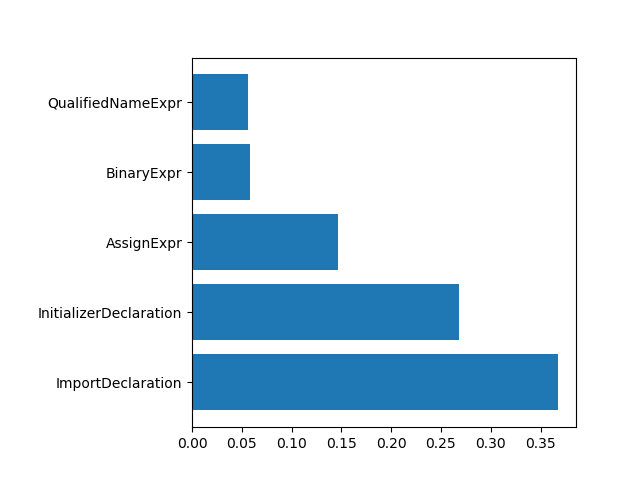 QualifiedNameExpr
BinaryExpr
AssignExpr
InitializerDeclaration
ImportDeclaration
0.00 0.05 0.10 0.15 0.20 0.25 0.30 0.35